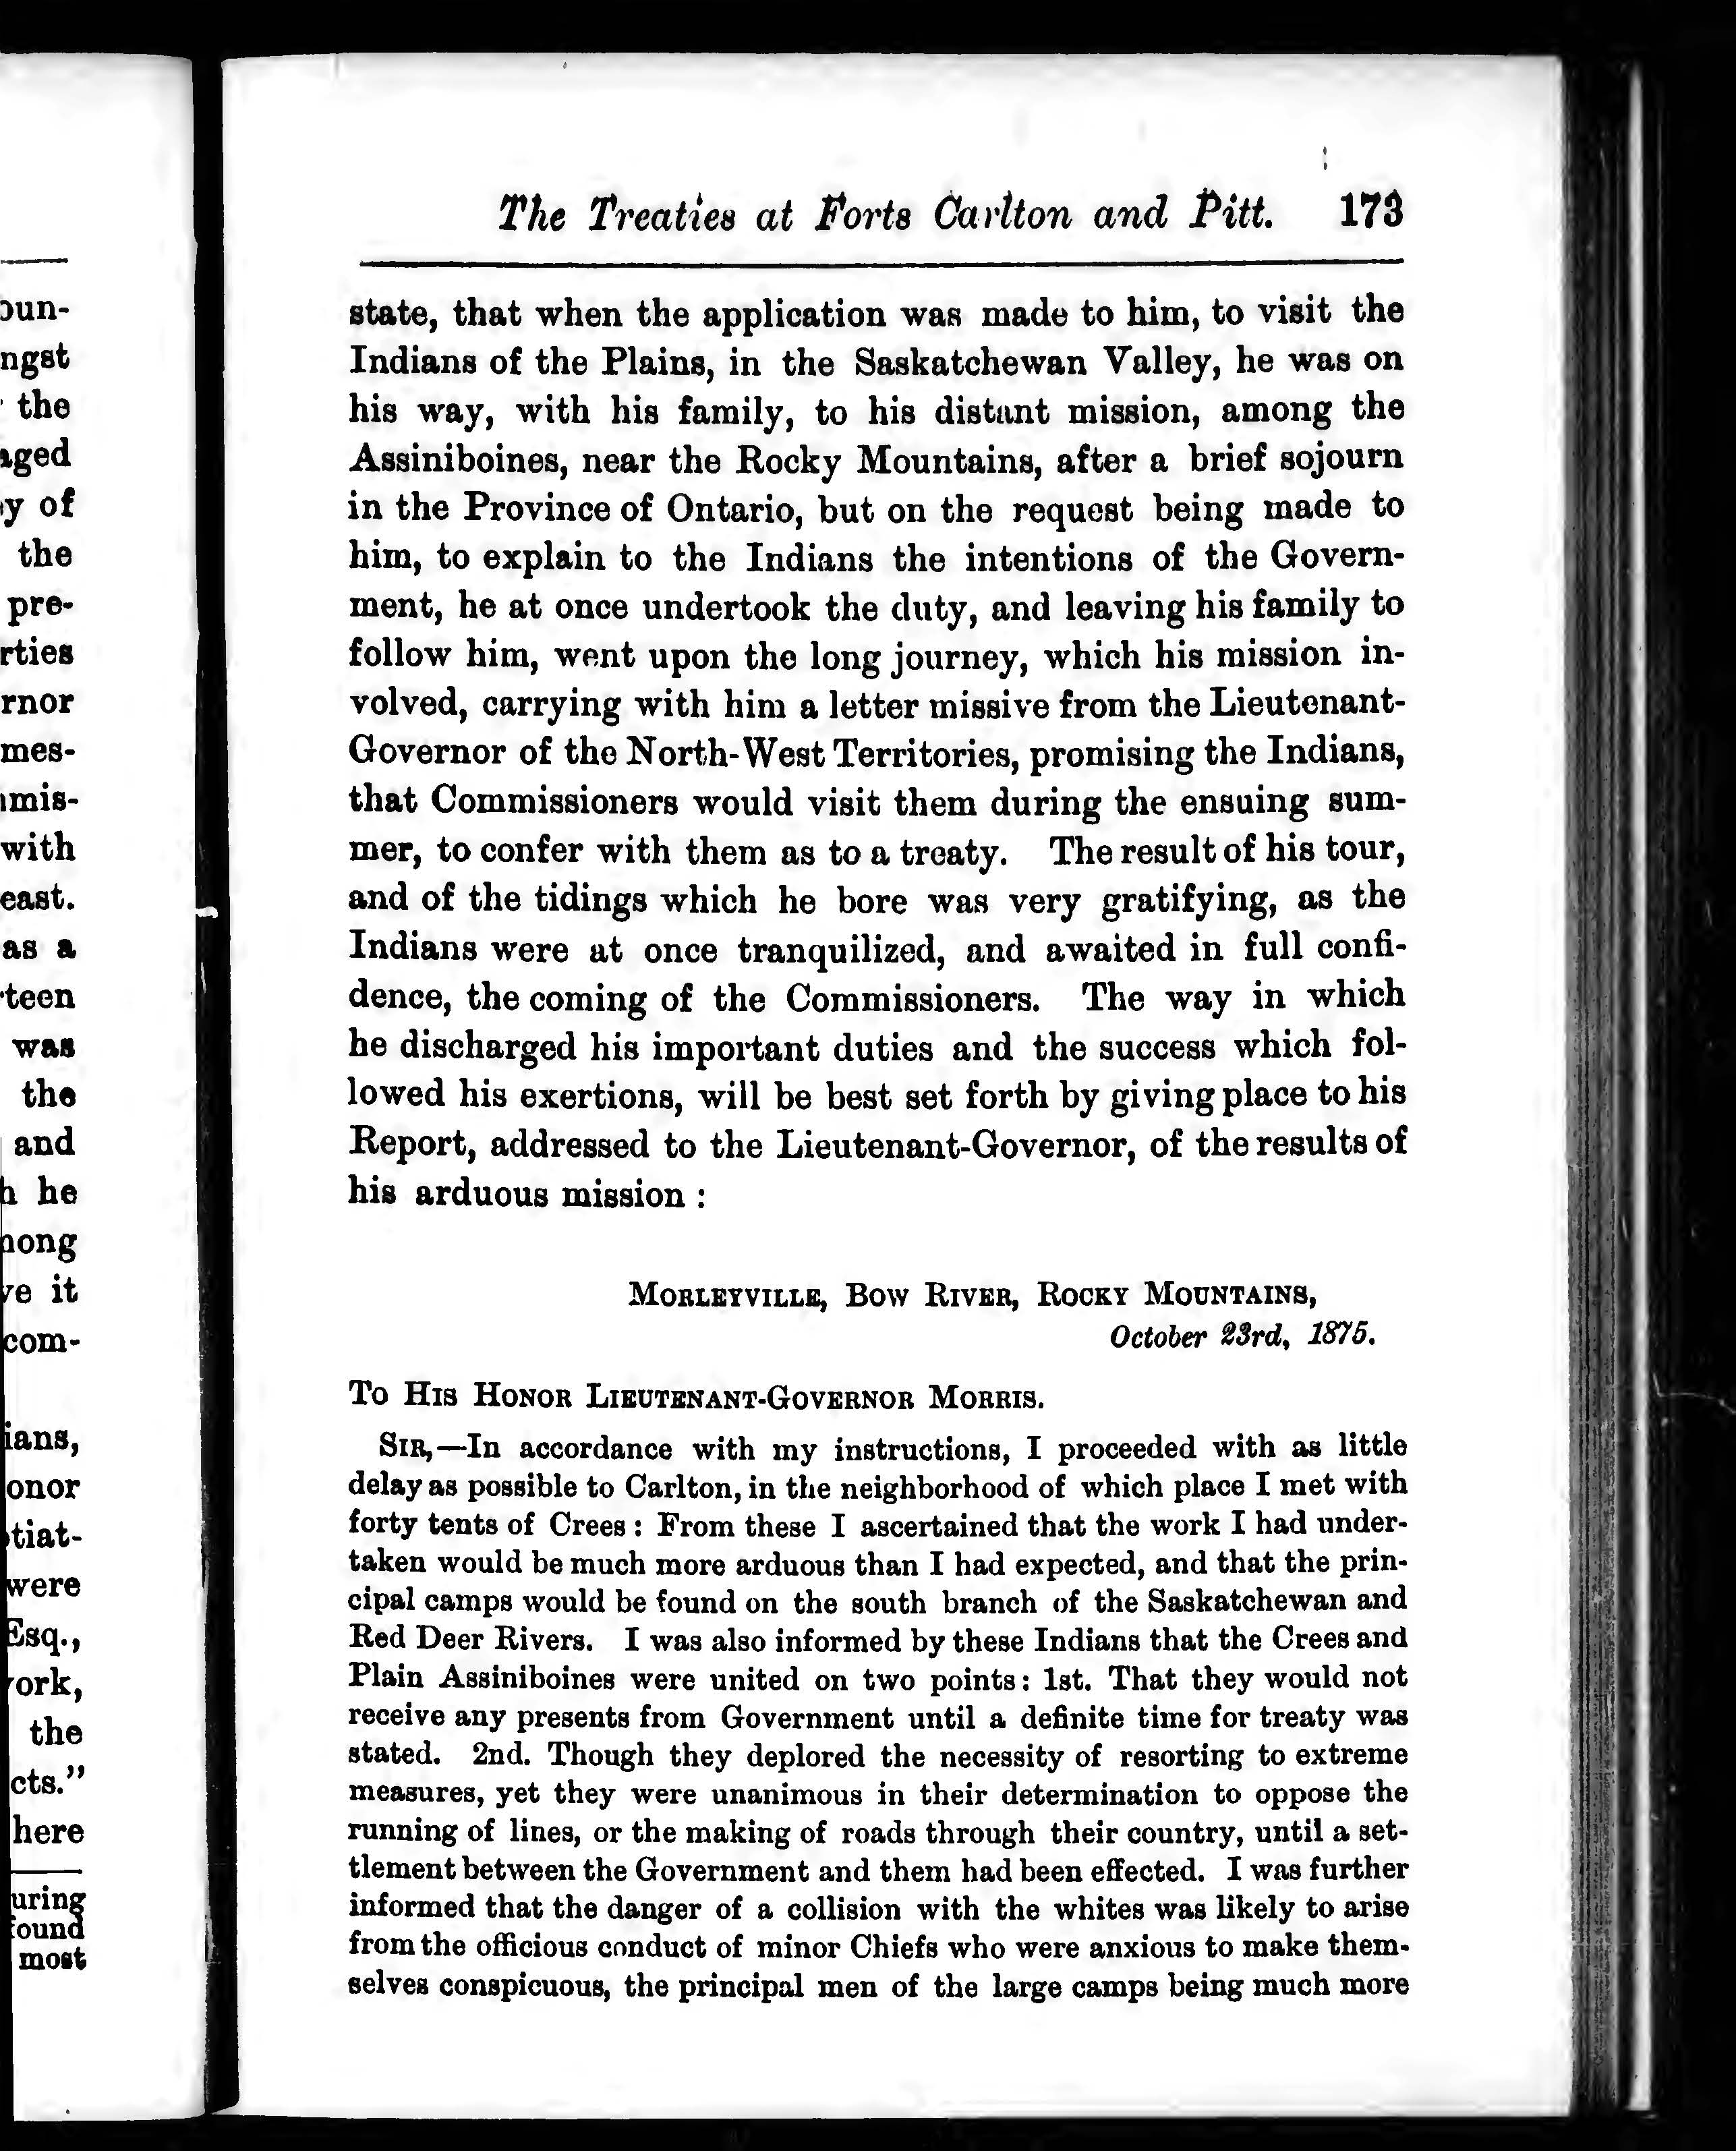 The Treaties at Forts Carlton and Pitt. 173
state, that when the application was made to him, to visit the
Indians of the Plains, in the Saskatchewan Valley, he was on
his way, with his family, to his distant mission, among the
Assiniboines, near the Rocky Mountains, after a brief sojourn
in the Province of Ontario, but on the request being made to
him, to explain to the Indians the intentions of the Govern-
ment, he at once undertook the duty, and leaving his family to
follow him, went upon the long journey, which his mission in-
volved, carrying with him a letter missive from the Lieutenant-
Governor of the North-West Territories, promising the Indians,
that Commissioners would visit them during the ensuing sum-
mer, to confer with them as to a treaty. The result of his tour,
and of the tidings which he bore was very gratifying, as the
Indians were at once tranquilized, and awaited in full confi-
dence, the coming of the Commissioners. The way in which
he discharged his important duties and the success which fol-
lowed his exertions, will be best set forth by giving place to his
Report, addressed to the Lieutenant-Governor, of the results of
his arduous mission :
MORLEYVILLE, BOW RIVER, ROCKY MOUNTAINS,
October 23rd, 1875.
TO HIS HONOR LIEUTENANT-GOVERNOR MORRIS.
SIR,—In accordance with my instructions, I proceeded with as little
delay as possible to Carlton, in the neighborhood of which place I met with
forty tents of Crees : From these I ascertained that the work I had under-
taken would be much more arduous than I had expected, and that the prin-
cipal camps would be found on the south branch of the Saskatchewan and
Red Deer Rivers. I was also informed by these Indians that the Crees and
Plain Assiniboines were united on two points: 1st. That they would not
receive any presents from Government until a definite time for treaty was
stated. 2nd. Though they deplored the necessity of resorting to extreme
measures, yet they were unanimous in their determination to oppose the
running of lines, or the making of roads through their country, until a set-
tlement between the Government and them had been effected. I was further
informed that the danger of a collision with the whites was likely to arise
from the officious conduct of minor Chiefs who were anxious to make them-
selves conspicuous, the principal men of the large camps being much more